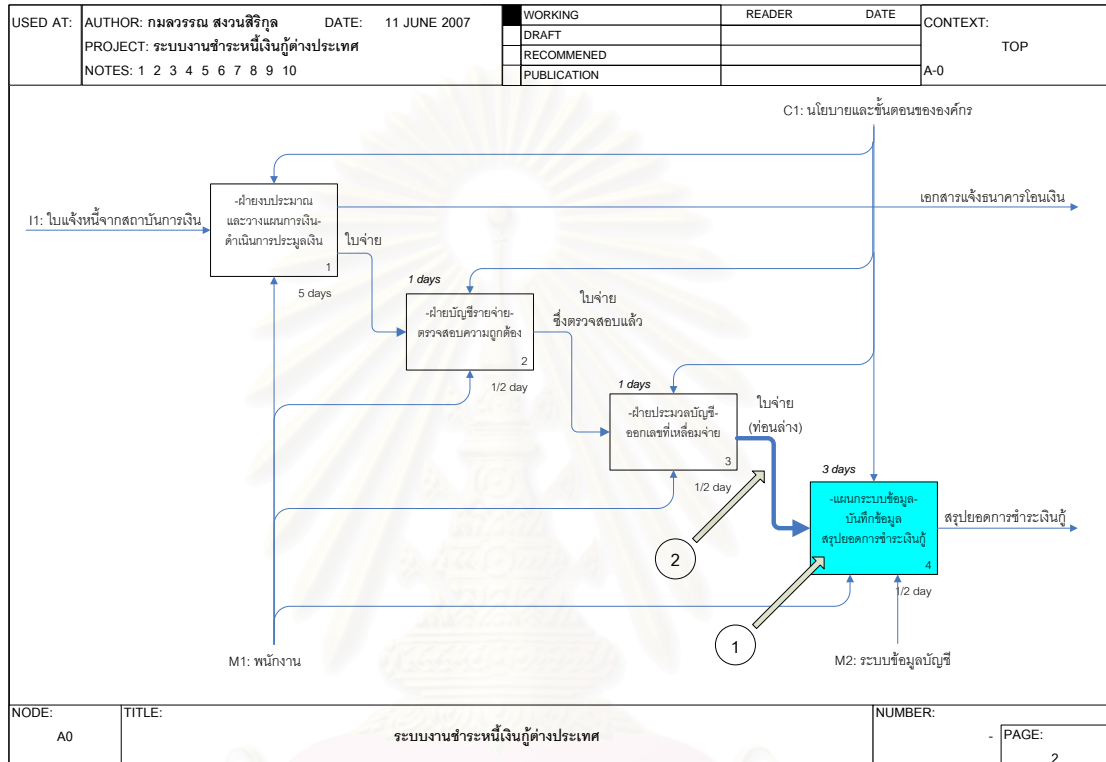 USED AT:
AUTHOR: กมลวรรณ สงวนสิริกุล DATE: 11 JUNE 2007
PROJECT: ระบบงานชำระหนี้เงินกู้ต่างประเทศ
NOTES: 1 2 3 4 5 6 7 8 9 10
WORKING
DRAFT
RECOMMENED
PUBLICATION
READER DATE
CONTEXT:
TOP
A-0
C1: นโยบายและขั้นตอนขององค์กร
I1: ใบแจ้งหนี้จากสถาบันการเงิน
-ฝ่ายงบประมาณ
และวางแผนการเงิน-
ดำเนินการประมูลเงิน
1
5 days
เอกสารแจ้งธนาคารโอนเงิน
ใบจ่าย
1 days
-ฝ่ายบัญชีรายจ่าย-
ตรวจสอบความถูกต้อง
2
1/2 day
ใบจ่าย
ซึ่งตรวจสอบแล้ว
1 days
-ฝ่ายประมวลบัญชี-
ออกเลขที่เหลื่อมจ่าย
3
1/2 day
ใบจ่าย
(ท่อนล่าง)
3 days
-แผนกระบบข้อมูล-
บันทึกข้อมูล
สรุปยอดการชำระเงินกู้
4
1/2 day
สรุปยอดการชำระเงินกู้
2
1
M1: พนักงาน
M2: ระบบข้อมูลบัญชี
NODE:
A0
TITLE:
ระบบงานชำระหนี้เงินกู้ต่างประเทศ
NUMBER:
-
PAGE:
2